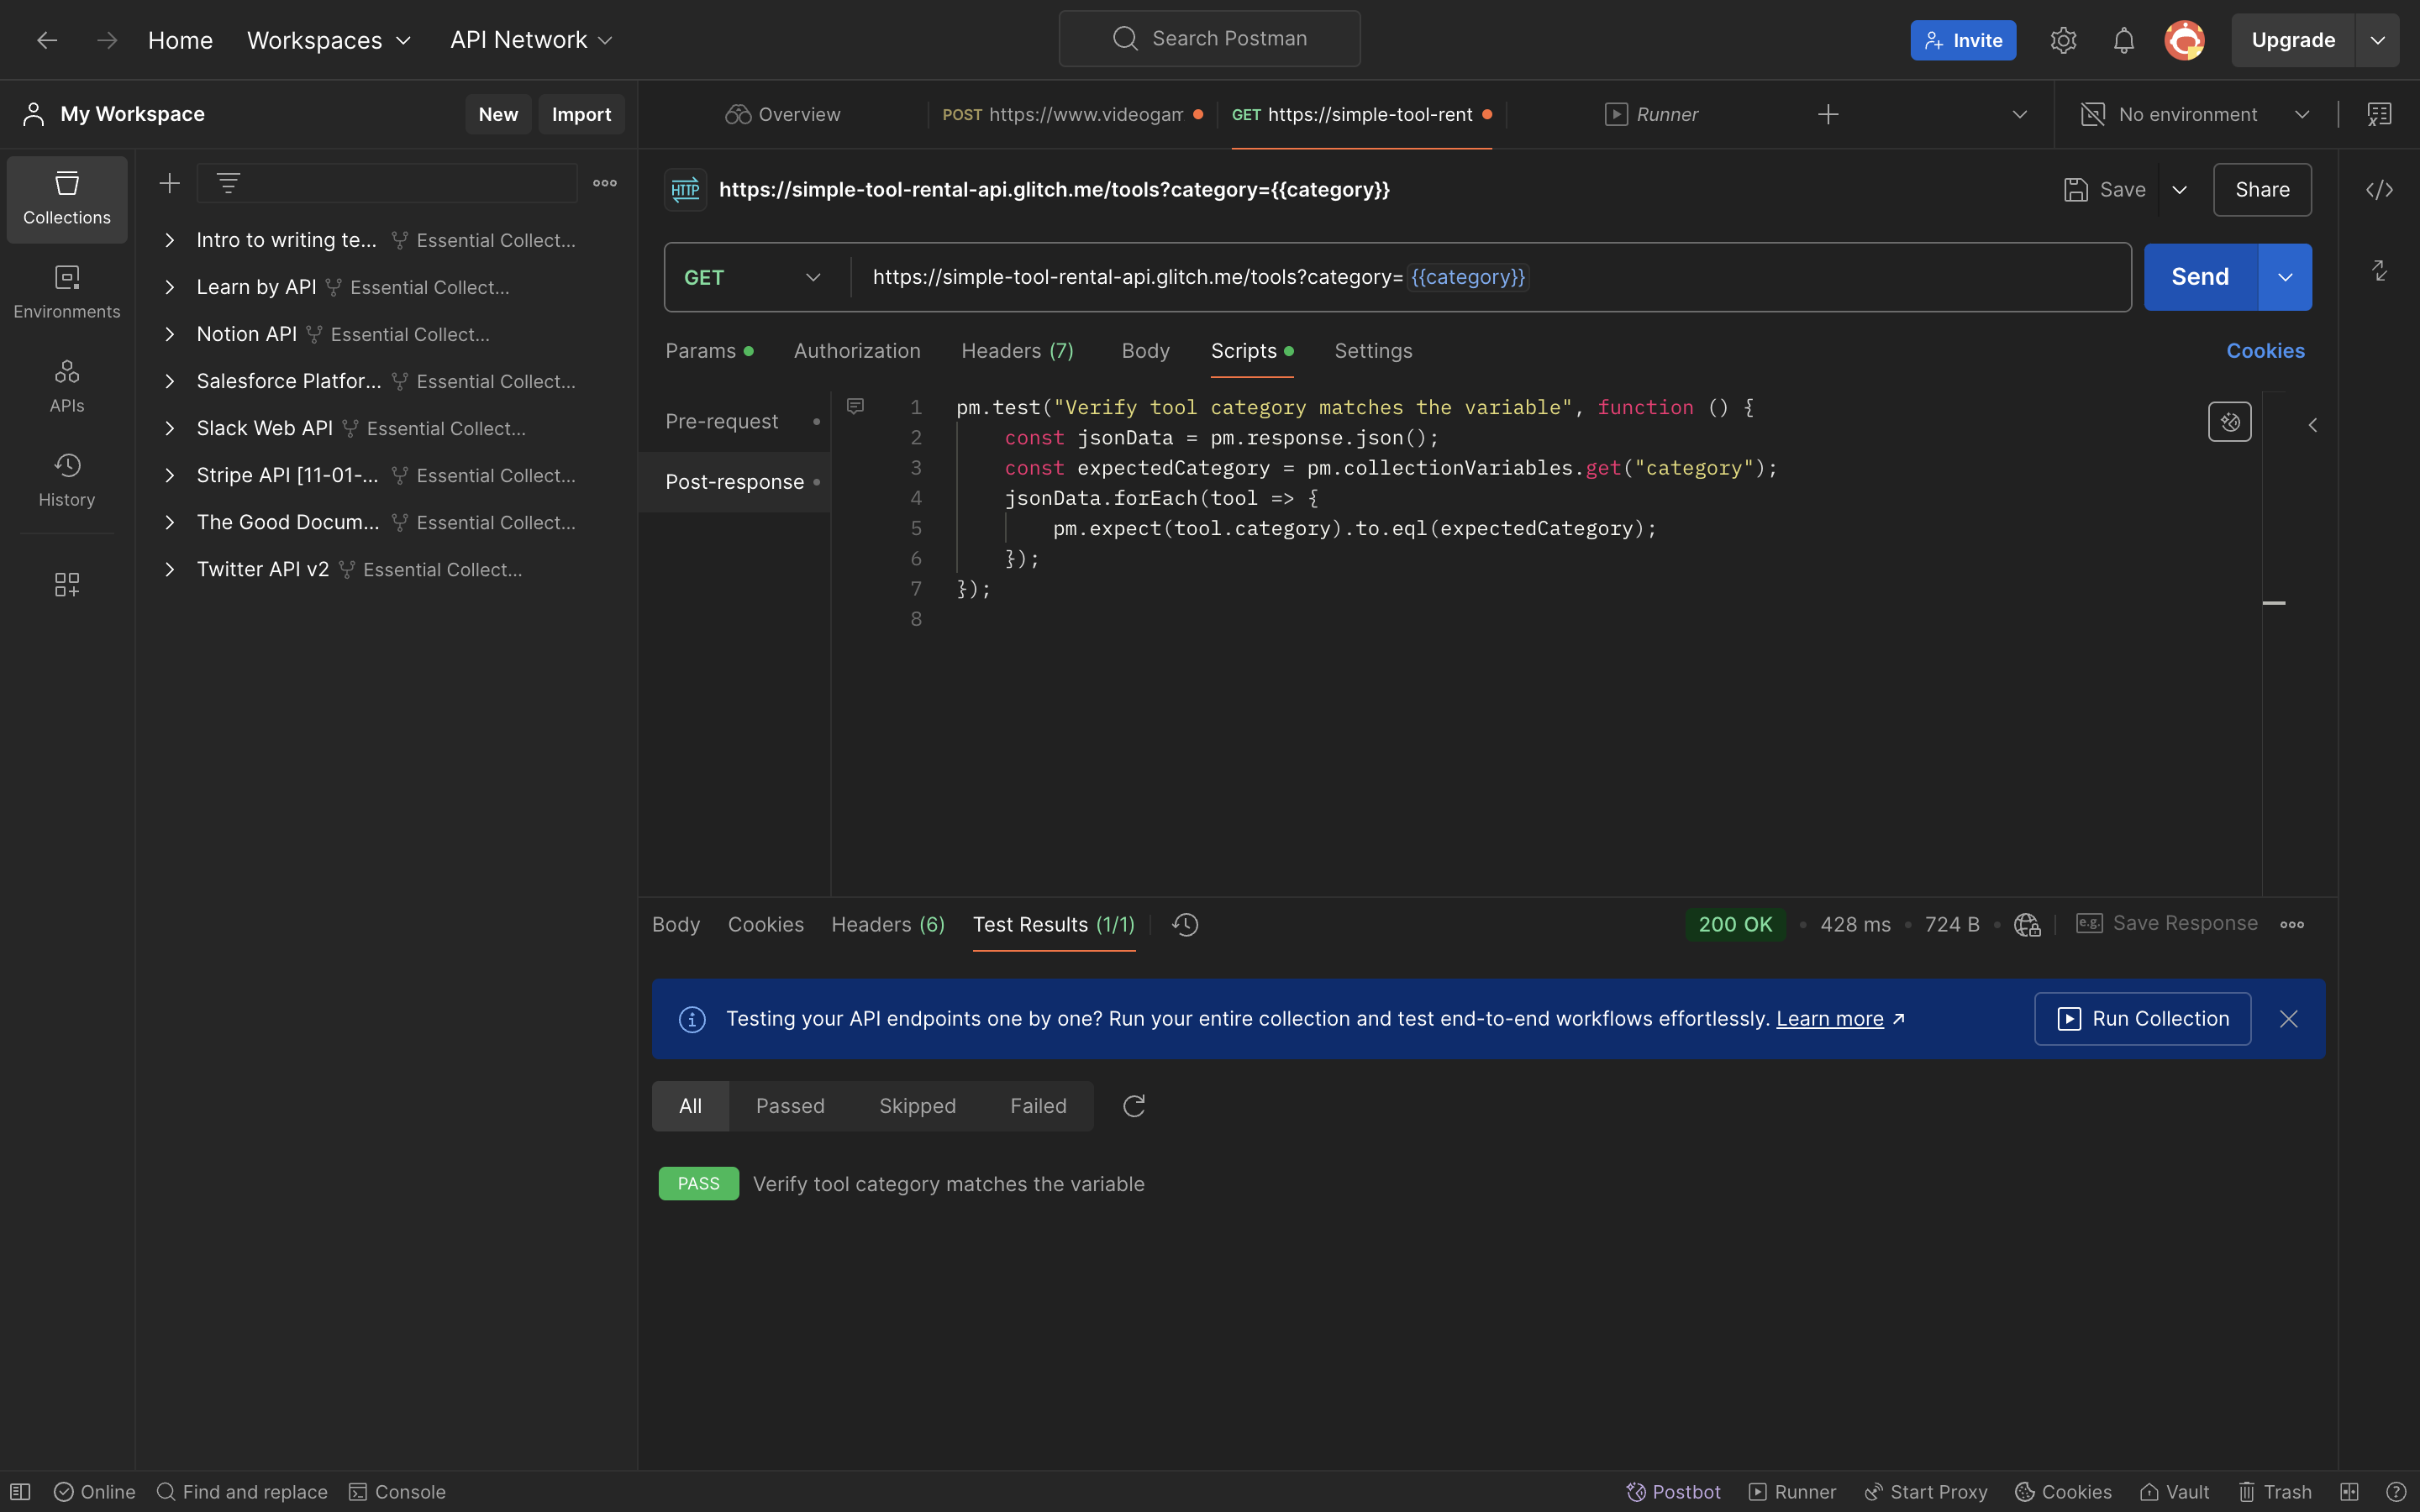 Home Workspaces API Network Search Postman Invite Upgrade
My Workspace New Import Overview POST https://www.videogam GET https://simple-tool-rent Runner No environment
Collections
Environments
APIs
History
Intro to writing te... Essential Collect...
Learn by API Essential Collect...
Notion API Essential Collect...
Salesforce Platfor... Essential Collect...
Slack Web API Essential Collect...
Stripe API [11-01-... Essential Collect...
The Good Docum... Essential Collect...
Twitter API v2 Essential Collect...
HTTP https://simple-tool-rental-api.glitch.me/tools?category={{category}} Save Share
GET https://simple-tool-rental-api.glitch.me/tools?category={{category}} Send
Params Authorization Headers (7) Body Scripts Settings Cookies
Pre-request
Post-response
1 pm.test("Verify tool category matches the variable", function () {
2 const jsonData = pm.response.json();
3 const expectedCategory = pm.collectionVariables.get("category");
4 jsonData.forEach(tool => {
5 pm.expect(tool.category).to.eql(expectedCategory);
6 });
7 });
8
Body Cookies Headers (6) Test Results (1/1) 200 OK 428 ms 724 B e.g. Save Response
Testing your API endpoints one by one? Run your entire collection and test end-to-end workflows effortlessly. Learn more Run Collection
All Passed Skipped Failed
PASS Verify tool category matches the variable
Online Find and replace Console Postbot Runner Start Proxy Cookies Vault Trash